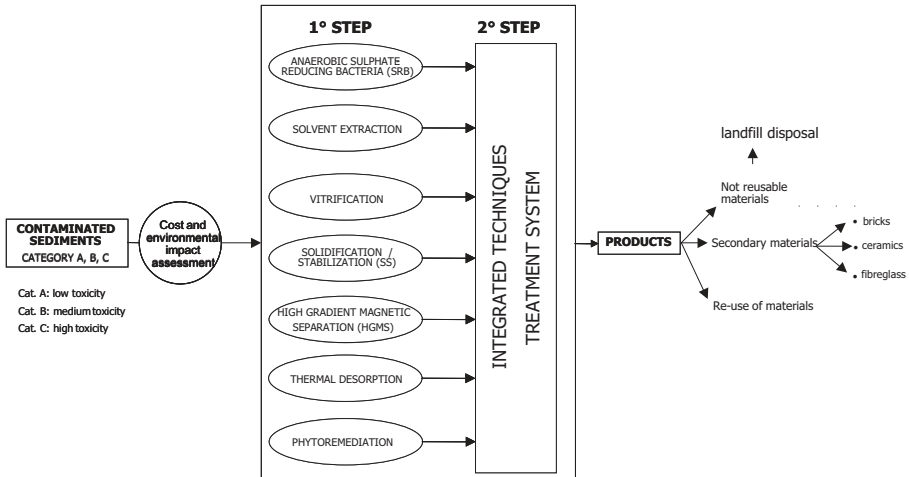 1° STEP
2° STEP
ANAEROBIC SULPHATE
REDUCING BACTERIA (SRB)
SOLVENT EXTRACTION
VITRIFICATION
SOLIDIFICATION /
STABILIZATION (SS)
HIGH GRADIENT MAGNETIC
SEPARATION (HGMS)
THERMAL DESORPTION
PHYTOREMEDIATION
INTEGRATED TECHNIQUES
TREATMENT SYSTEM
CONTAMINATED
SEDIMENTS
CATEGORY A, B, C
Cat. A: low toxicity
Cat. B: medium toxicity
Cat. C: high toxicity
Cost and
environmental
impact
assessment
PRODUCTS
landfill disposal
Not reusable
materials
Secondary materials
• bricks
• ceramics
• fibreglass
Re-use of materials